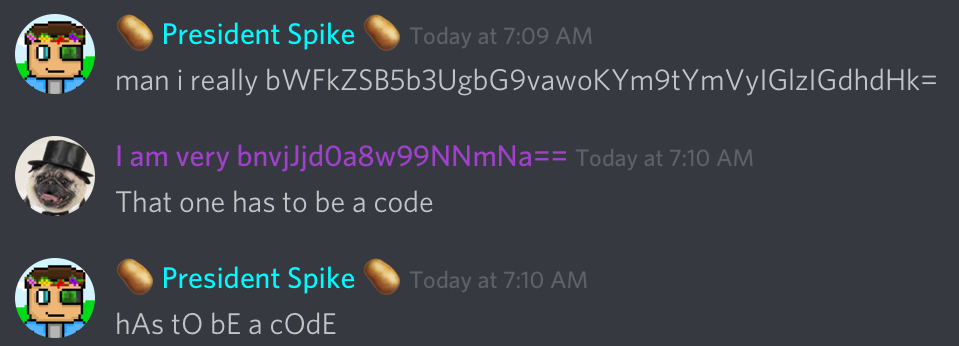 President Spike Today at 7:09 AM
man i really bWFkZSB5b3UgbG9vawoKYm9tYmVyIGlzIGdhdHk=
I am very bnvjJjd0a8w99NNmNa== Today at 7:10 AM
That one has to be a code
President Spike Today at 7:10 AM
hAs tO bE a cOdE